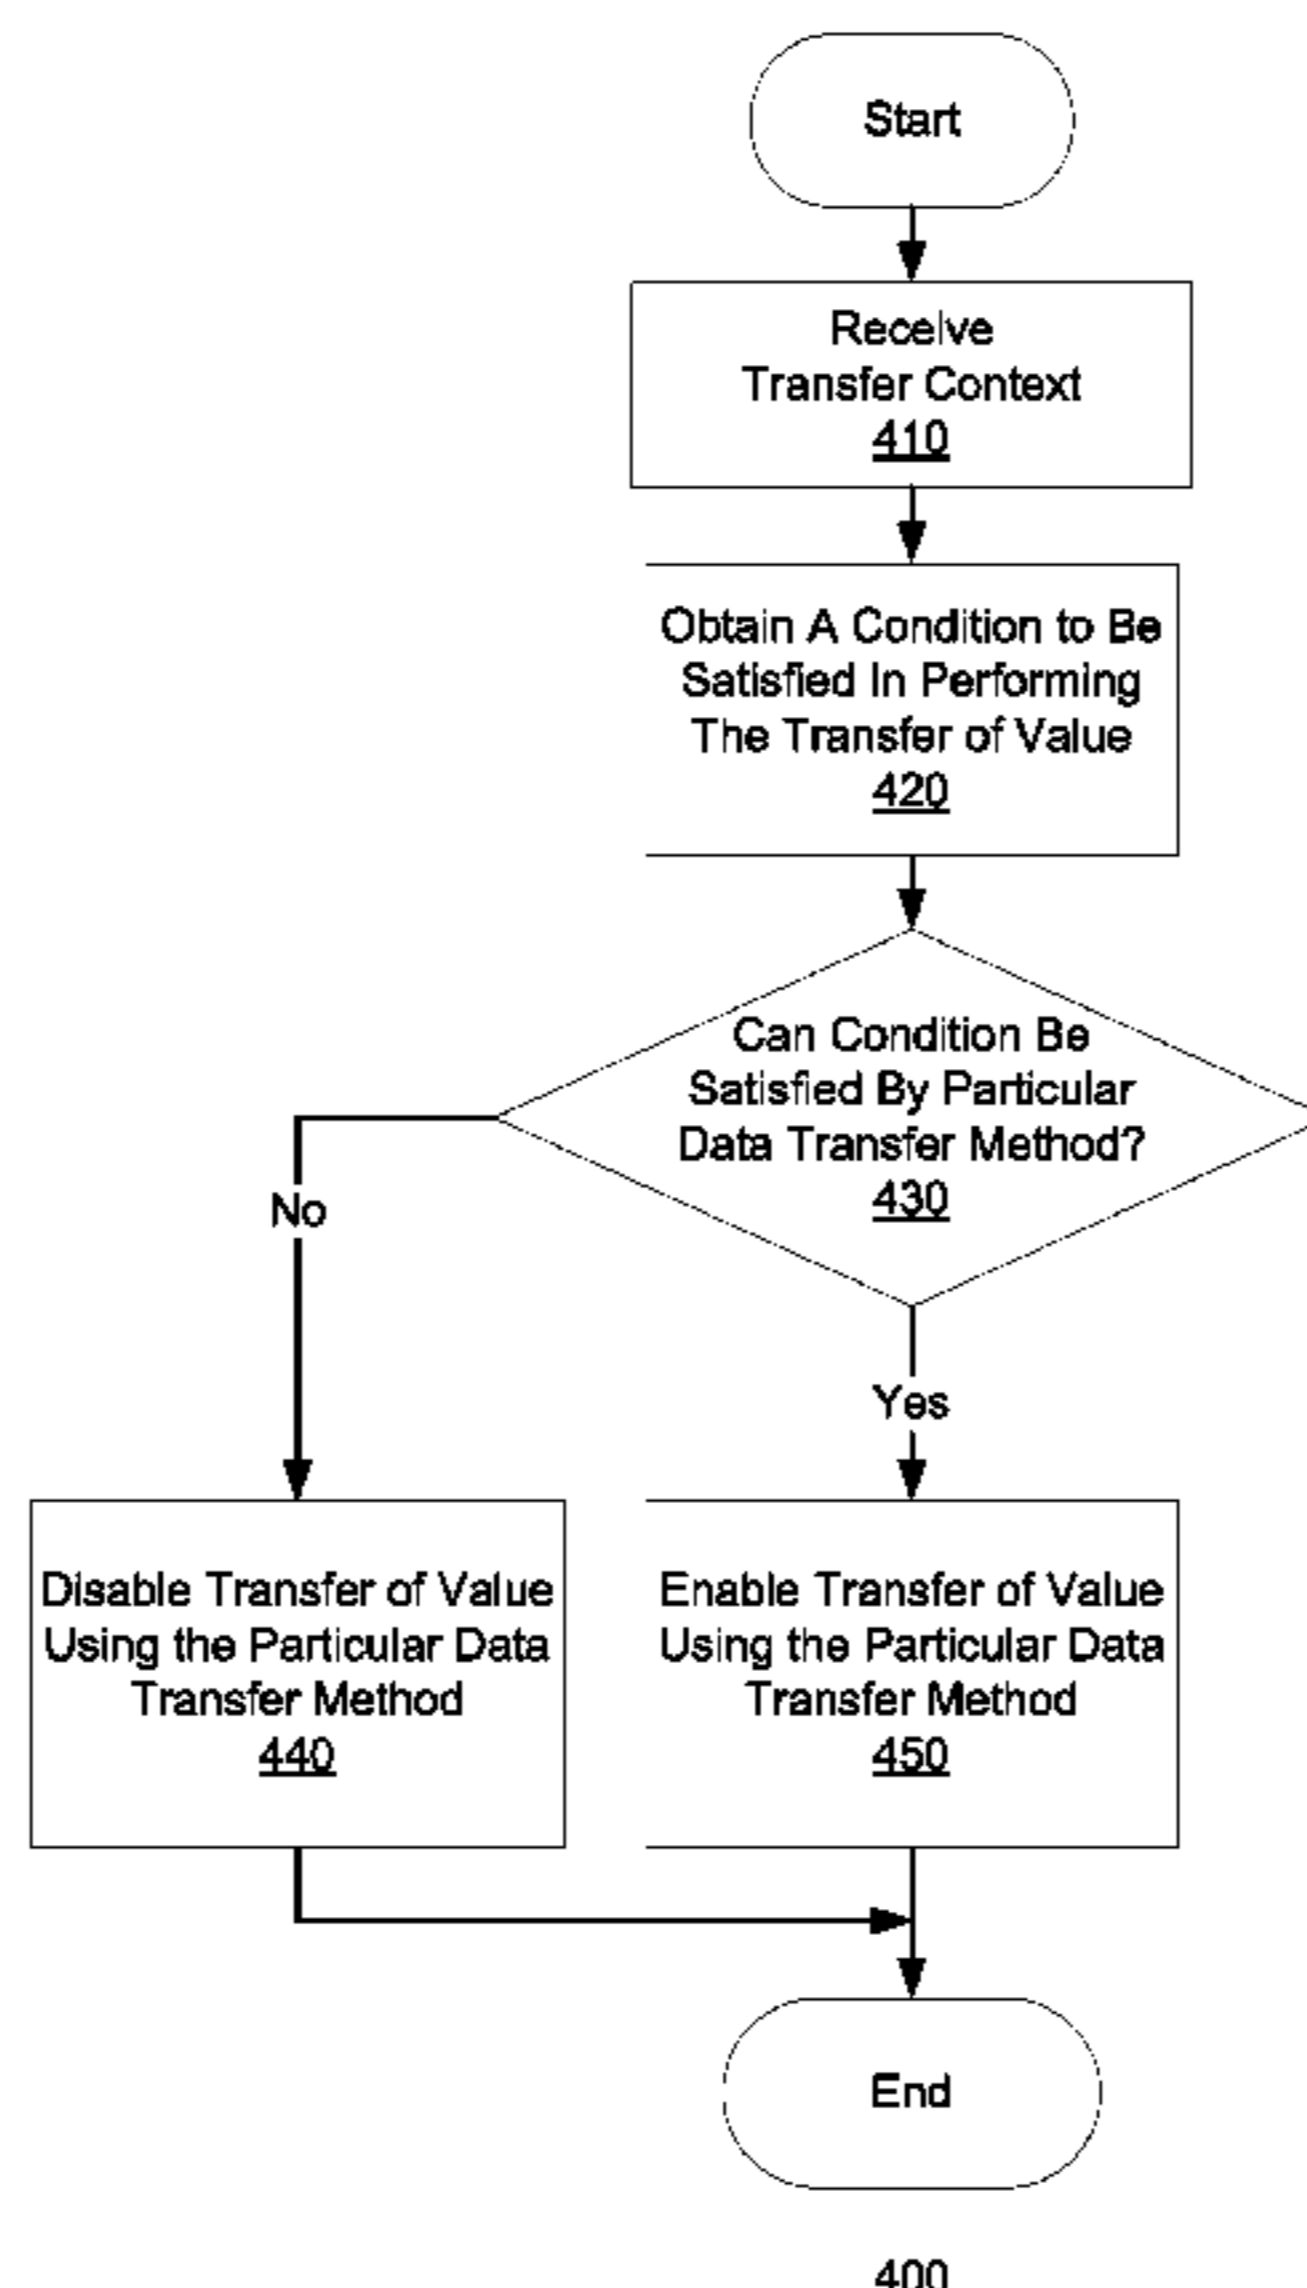 Start
Receive
Transfer Context
410
Obtain A Condition to Be
Satisfied In Performing
The Transfer of Value
420
Can Condition Be
Satisfied By Particular
Data Transfer Method?
430
No
Yes
Disable Transfer of Value
Using the Particular Data
Transfer Method
440
Enable Transfer of Value
Using the Particular Data
Transfer Method
450
End
400